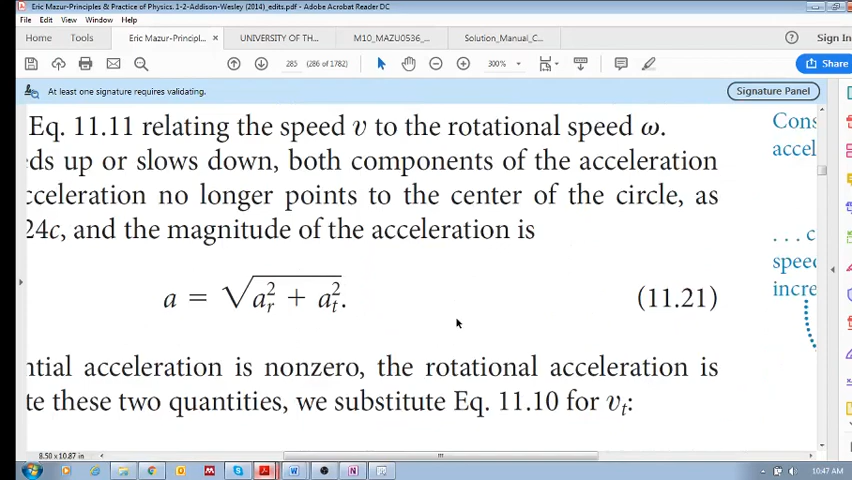 Eric Mazur-Principles & Practice of Physics. 1-2-Addison-Wesley (2014)_edits.pdf - Adobe Acrobat Reader DC
File Edit View Window Help
Home Tools Eric Mazur-Principl... × UNIVERSITY OF TH... M10_MAZU0536_... Solution_Manual_C... Sign In
285 (286 of 1782) 300% Share
At least one signature requires validating. Signature Panel
Eq. 11.11 relating the speed v to the rotational speed ω.
eds up or slows down, both components of the acceleration
cceleration no longer points to the center of the circle, as
24c, and the magnitude of the acceleration is
a = √a_r^2 + a_t^2. (11.21)
ntial acceleration is nonzero, the rotational acceleration is
te these two quantities, we substitute Eq. 11.10 for v_t:
Cons
accel
. . . c
speed
incre
8.50 x 10.87 in
10:47 AM